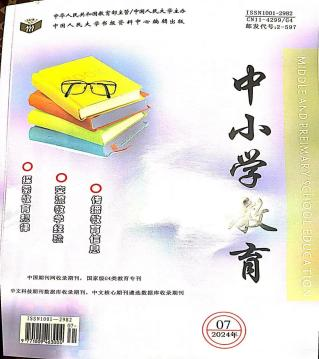 中华人民共和国教育部主管/中国人民大学主办
中国人民大学书报资料中心编辑出版
ISSN1001-2982
CN11-4299/G4
邮发代号:2-597
中小学教育
MIDDLE AND PREIMARY SCHOOL EDUCATION
传播教育信息
交流教学经验
探索教育规律
中国期刊网收录期刊, 国家级G4类教育专刊
中文科技期刊数据库收录期刊、中文核心期刊遴选数据库收录期刊
ISSN1001-2982
07>
07
2024年